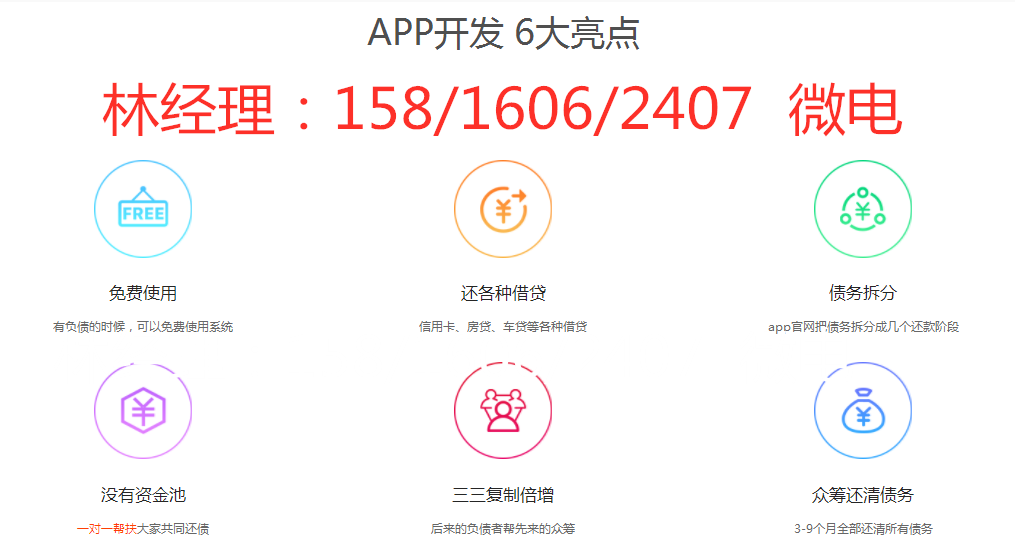 APP开发 6大亮点
林经理：158/1606/2407 微电
FREE
免费使用
有负债的时候，可以免费使用系统
还各种借贷
信用卡、房贷、车贷等各种借贷
债务拆分
app官网把债务拆分成几个还款阶段
没有资金池
一对一帮扶大家共同还债
三三复制倍增
后来的负债者帮先来的众筹
众筹还清债务
3-9个月全部还清所有债务